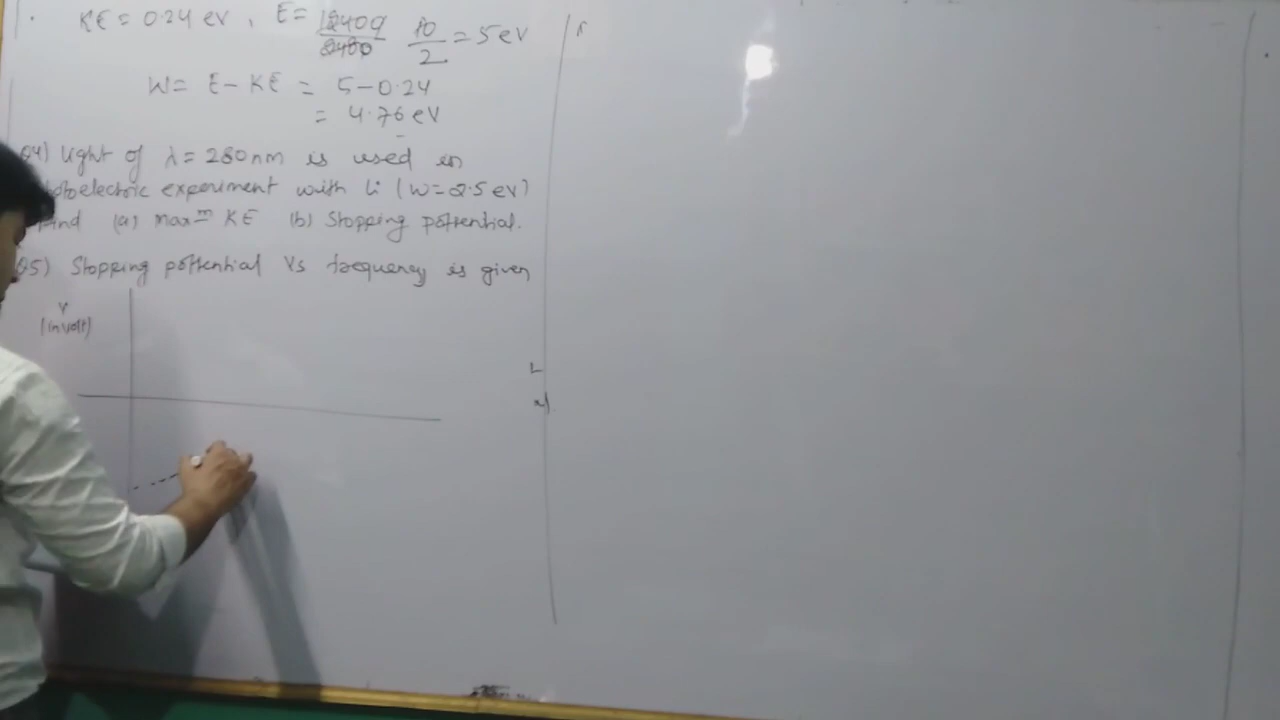 KE = 0.24 ev , E = 12400/2480 10/2 = 5 ev
W = E - KE = 5 - 0.24
= 4.76 eV
Q4) Light of λ = 280nm is used in
photoelectric experiment with Li (W=2.5 ev)
find (a) maxᵐ KE (b) Stopping potential.
Q5) Stopping potential Vs frequency is given
V
(in volt)